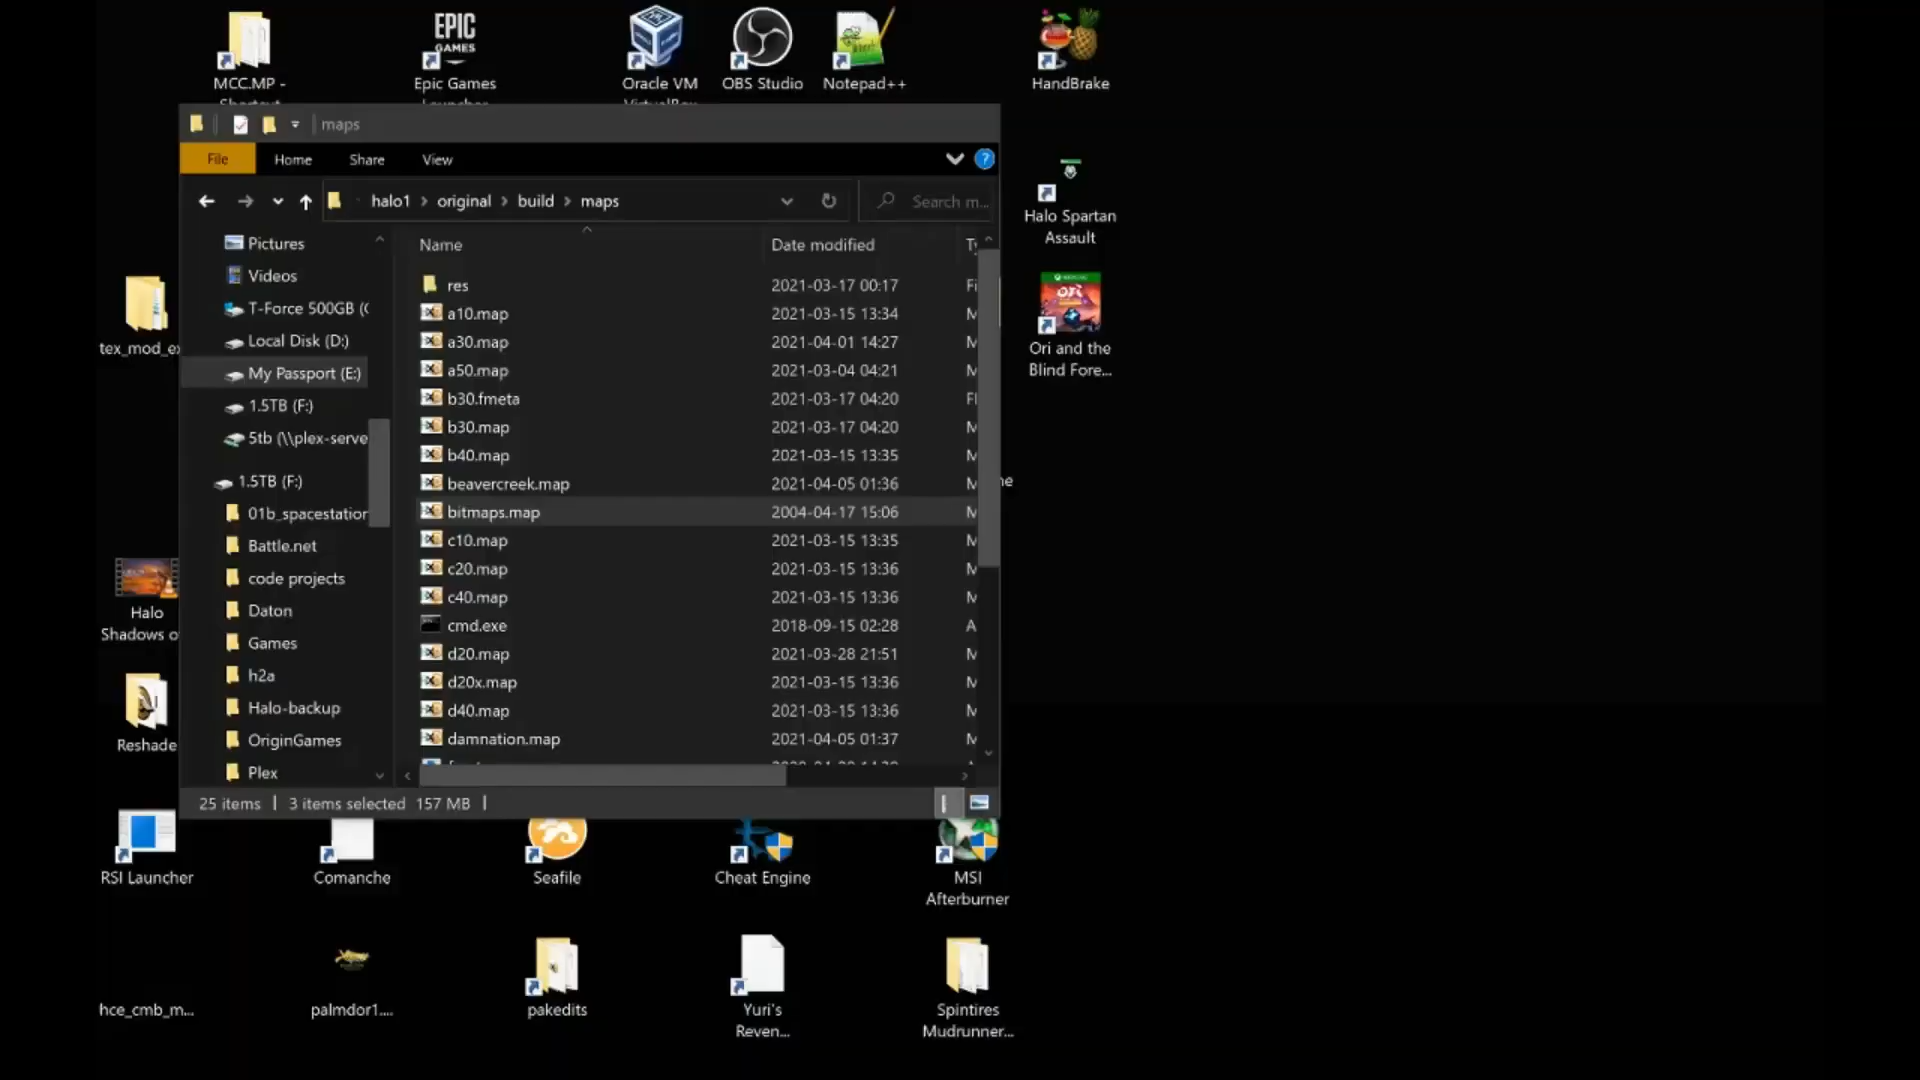 MCC.MP -
EPIC
GAMES
Epic Games
Oracle VM
OBS Studio
Notepad++
HandBrake
maps
File
Home
Share
View
halo1
original
build
maps
Search m...
Halo Spartan
Assault
Ori and the
Blind Fore...
tex_mod_ex
Halo
Shadows o
Reshade
Pictures
Videos
T-Force 500GB (C
Local Disk (D:)
My Passport (E:)
1.5TB (F:)
5tb (\\plex-serve
1.5TB (F:)
01b_spacestation
Battle.net
code projects
Daton
Games
h2a
Halo-backup
OriginGames
Plex
Name
Date modified
Ty
res 2021-03-17 00:17 Fi
a10.map 2021-03-15 13:34 M
a30.map 2021-04-01 14:27 M
a50.map 2021-03-04 04:21 M
b30.fmeta 2021-03-17 04:20 FI
b30.map 2021-03-17 04:20 M
b40.map 2021-03-15 13:35 M
beavercreek.map 2021-04-05 01:36 M
bitmaps.map 2004-04-17 15:06 M
c10.map 2021-03-15 13:35 M
c20.map 2021-03-15 13:36 M
c40.map 2021-03-15 13:36 M
cmd.exe 2018-09-15 02:28 A
d20.map 2021-03-28 21:51 M
d20x.map 2021-03-15 13:36 M
d40.map 2021-03-15 13:36 M
damnation.map 2021-04-05 01:37 M
25 items
3 items selected 157 MB
RSI Launcher
Comanche
Seafile
Cheat Engine
MSI
Afterburner
hce_cmb_m...
palmdor1....
pakedits
Yuri's
Reven...
Spintires
Mudrunner...